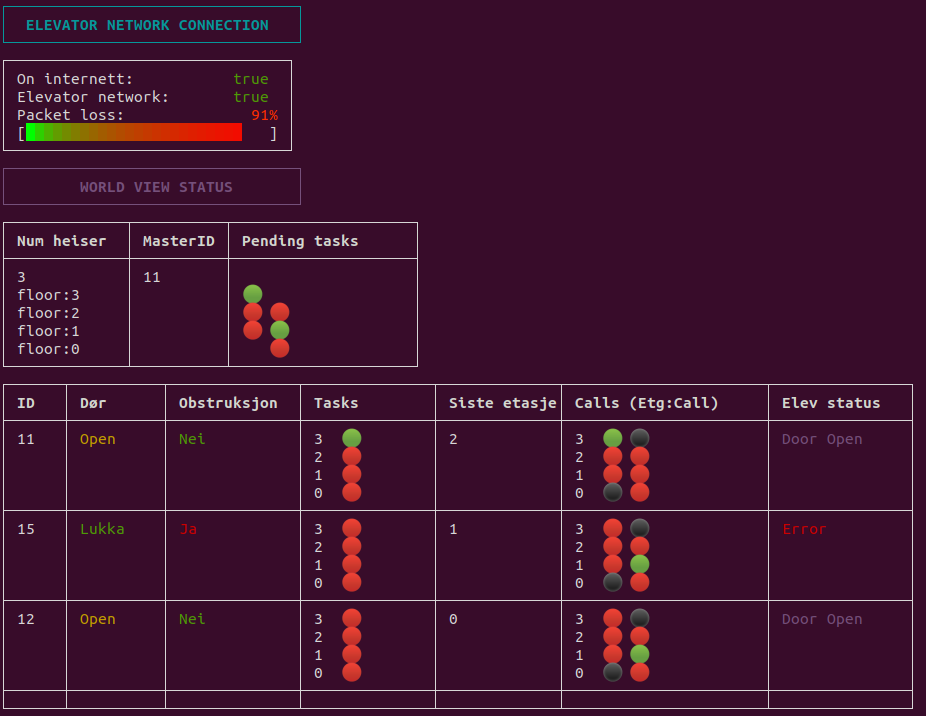 ELEVATOR NETWORK CONNECTION
On internett: true
Elevator network: true
Packet loss: 91%
[ ]
WORLD VIEW STATUS
Num heiser MasterID Pending tasks
3 11
floor:3
floor:2
floor:1
floor:0
ID Dør Obstruksjon Tasks Siste etasje Calls (Etg:Call) Elev status
11 Open Nei 3 2 3 Door Open
2 2
1 1
0 0
15 Lukka Ja 3 1 3 Error
2 2
1 1
0 0
12 Open Nei 3 0 3 Door Open
2 2
1 1
0 0